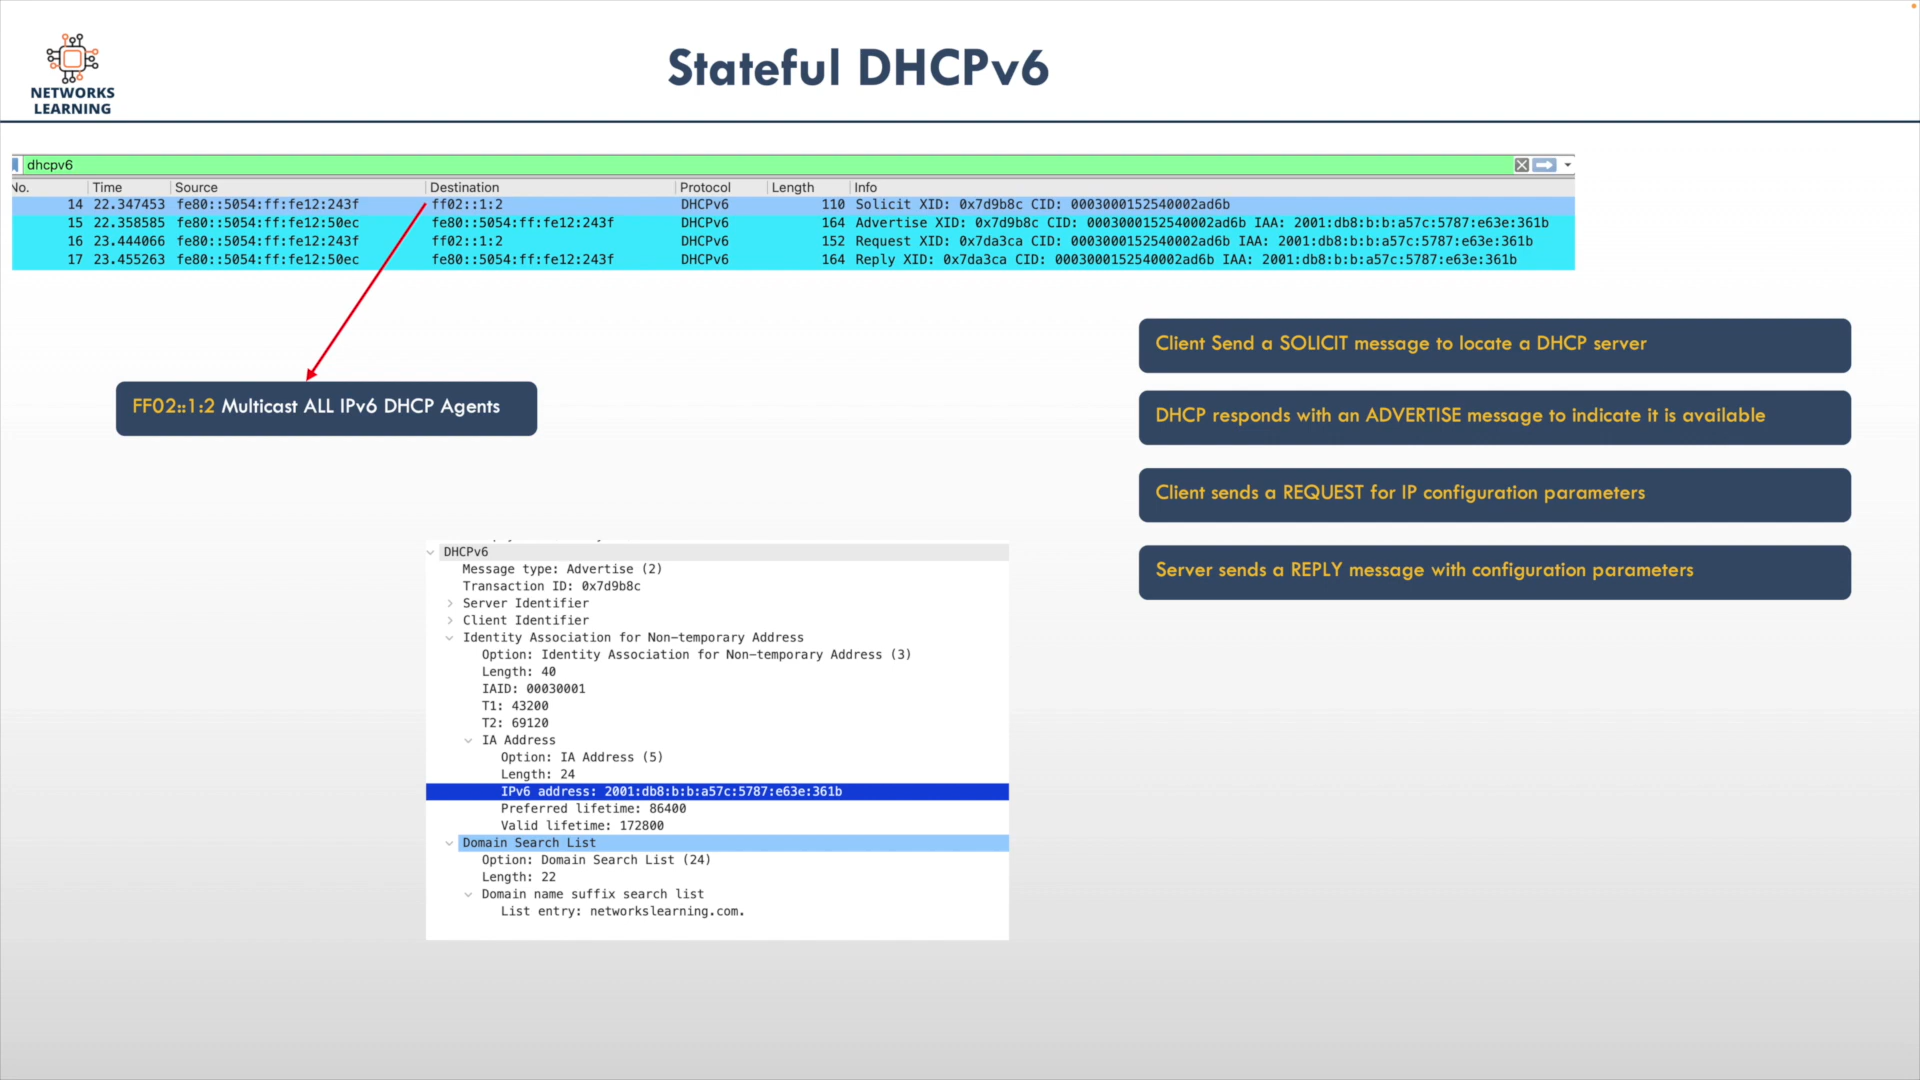 NETWORKS
LEARNING
Stateful DHCPv6
dhcpv6
No. Time Source Destination Protocol Length Info
14 22.347453 fe80::5054:ff:fe12:243f ff02::1:2 DHCPv6 110 Solicit XID: 0x7d9b8c CID: 0003000152540002ad6b
15 22.358585 fe80::5054:ff:fe12:50ec fe80::5054:ff:fe12:243f DHCPv6 164 Advertise XID: 0x7d9b8c CID: 0003000152540002ad6b IAA: 2001:db8:b:b:a57c:5787:e63e:361b
16 23.444066 fe80::5054:ff:fe12:243f ff02::1:2 DHCPv6 152 Request XID: 0x7da3ca CID: 0003000152540002ad6b IAA: 2001:db8:b:b:a57c:5787:e63e:361b
17 23.455263 fe80::5054:ff:fe12:50ec fe80::5054:ff:fe12:243f DHCPv6 164 Reply XID: 0x7da3ca CID: 0003000152540002ad6b IAA: 2001:db8:b:b:a57c:5787:e63e:361b
FF02::1:2 Multicast ALL IPv6 DHCP Agents
Client Send a SOLICIT message to locate a DHCP server
DHCP responds with an ADVERTISE message to indicate it is available
Client sends a REQUEST for IP configuration parameters
Server sends a REPLY message with configuration parameters
DHCPv6
Message type: Advertise (2)
Transaction ID: 0x7d9b8c
Server Identifier
Client Identifier
Identity Association for Non-temporary Address
Option: Identity Association for Non-temporary Address (3)
Length: 40
IAID: 00030001
T1: 43200
T2: 69120
IA Address
Option: IA Address (5)
Length: 24
IPv6 address: 2001:db8:b:b:a57c:5787:e63e:361b
Preferred lifetime: 86400
Valid lifetime: 172800
Domain Search List
Option: Domain Search List (24)
Length: 22
Domain name suffix search list
List entry: networkslearning.com.